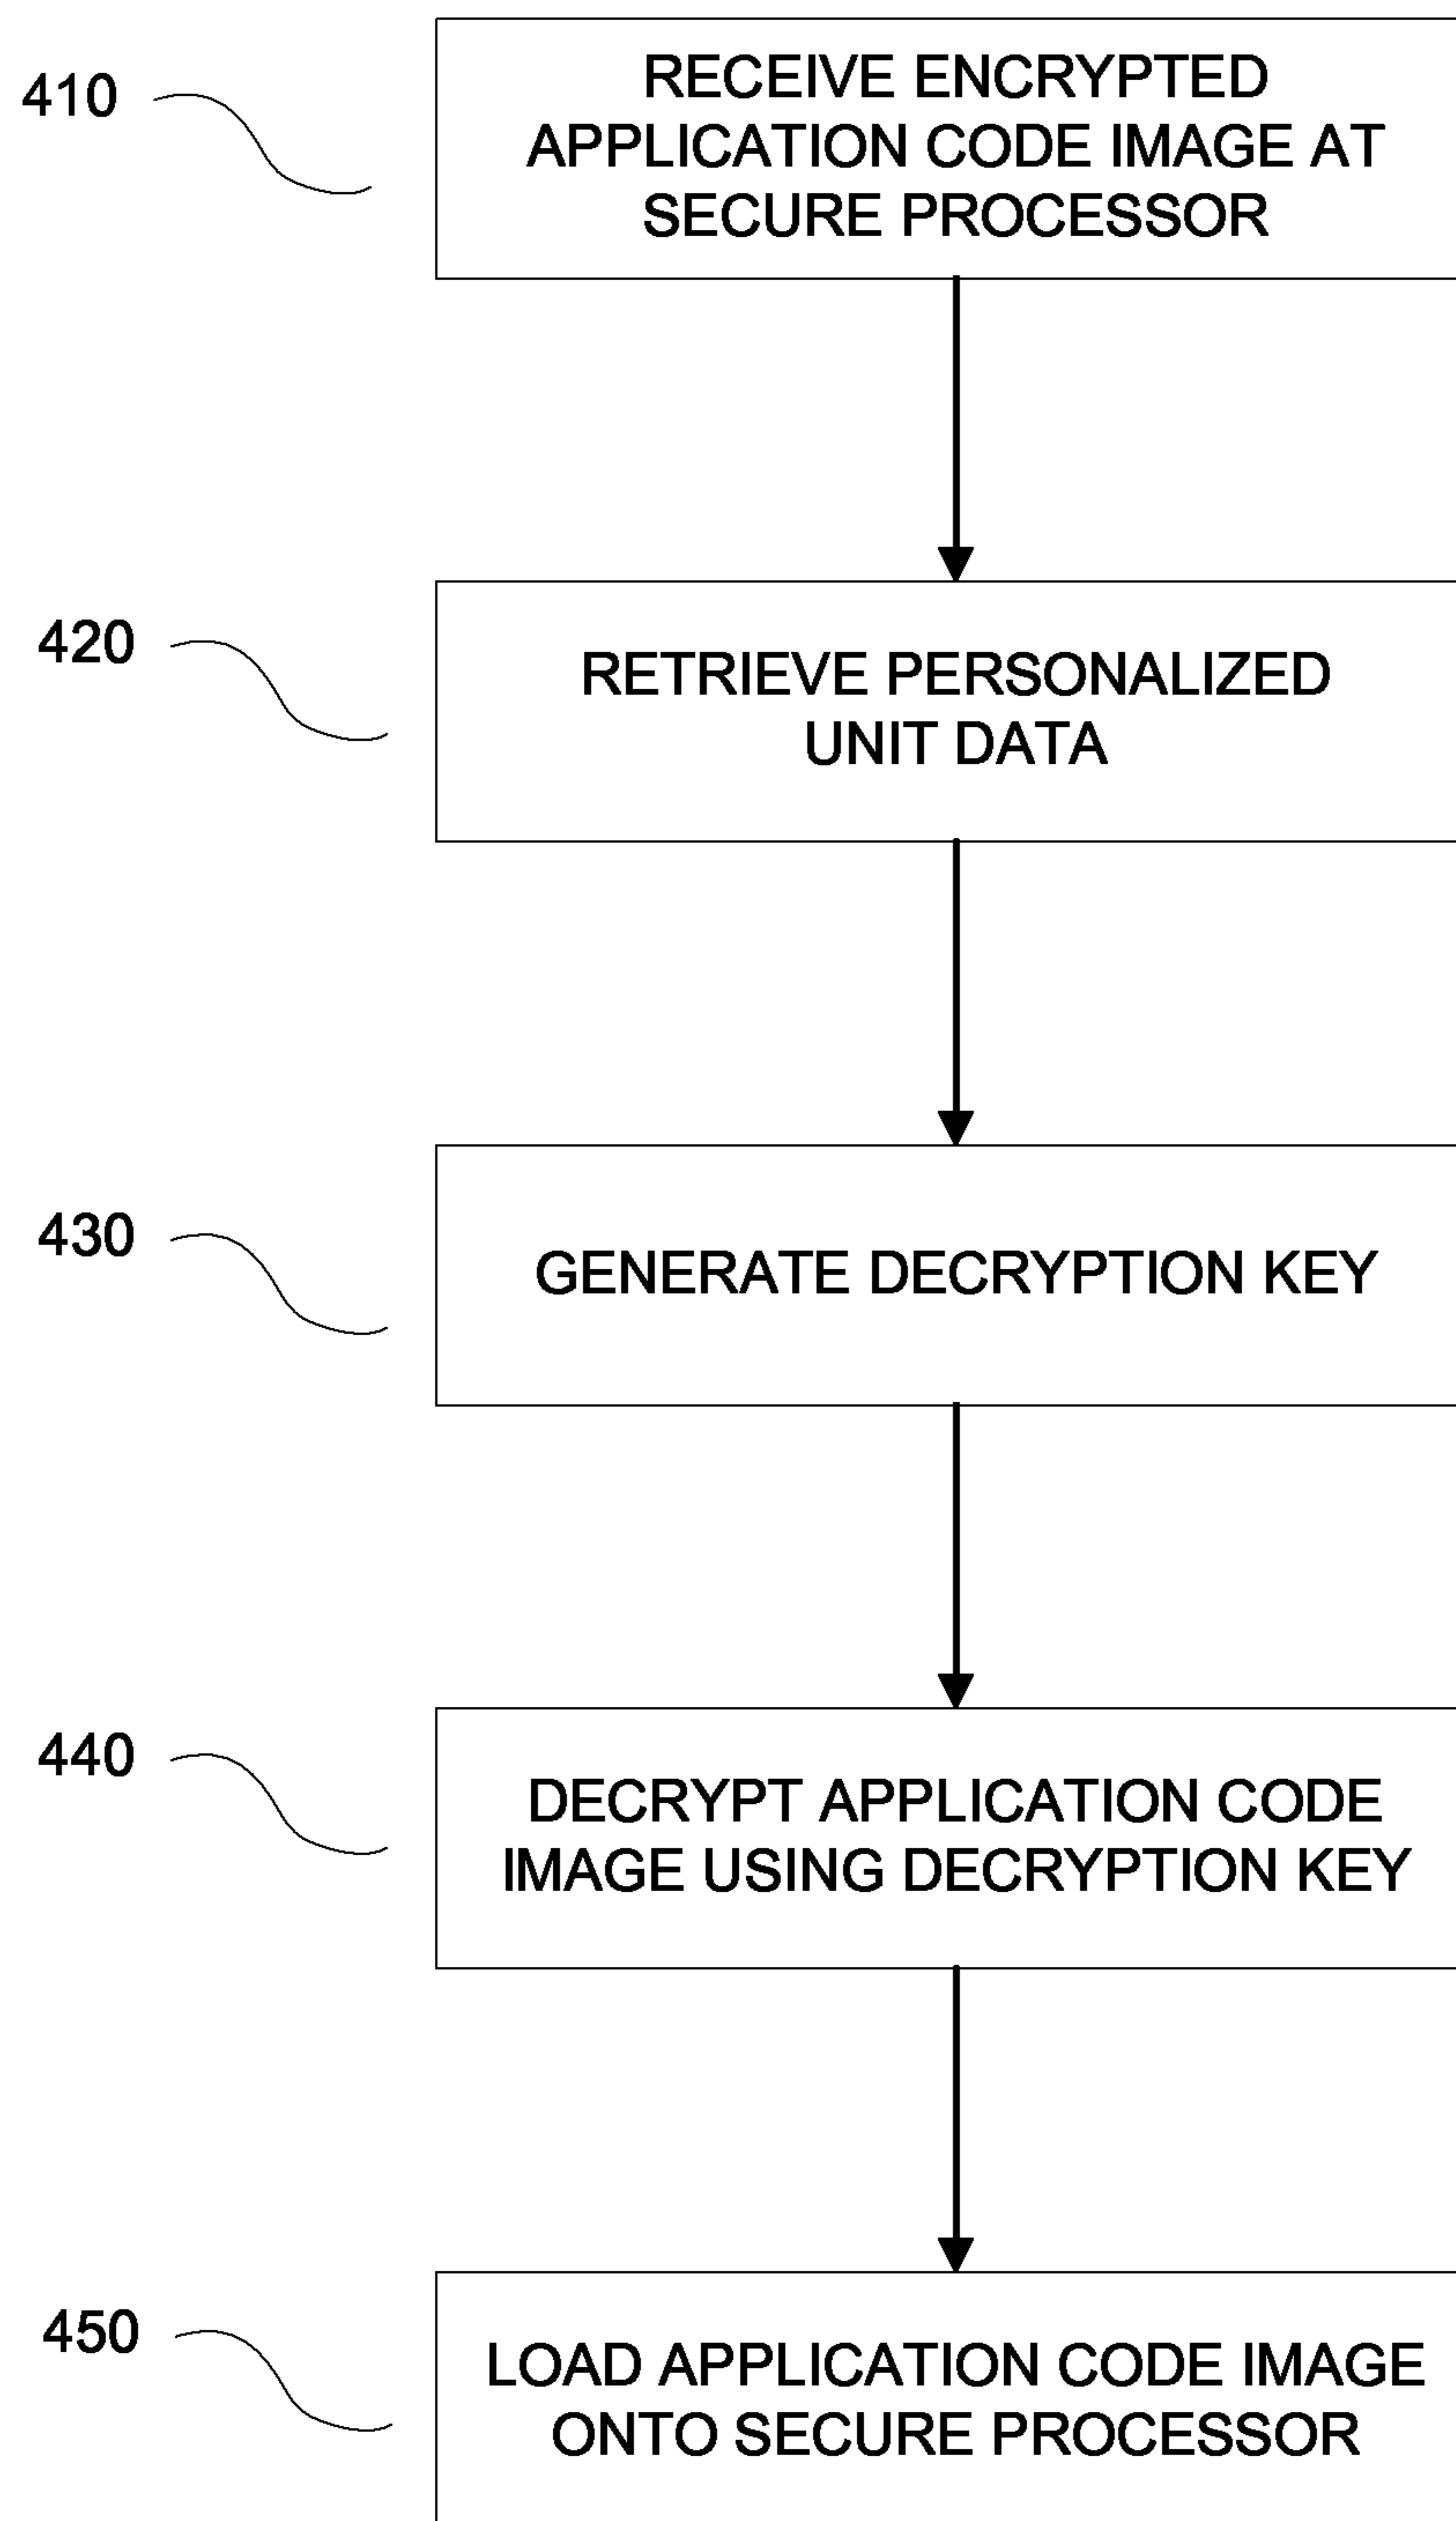 410
RECEIVE ENCRYPTED
APPLICATION CODE IMAGE AT
SECURE PROCESSOR
420
RETRIEVE PERSONALIZED
UNIT DATA
430
GENERATE DECRYPTION KEY
440
DECRYPT APPLICATION CODE
IMAGE USING DECRYPTION KEY
450
LOAD APPLICATION CODE IMAGE
ONTO SECURE PROCESSOR